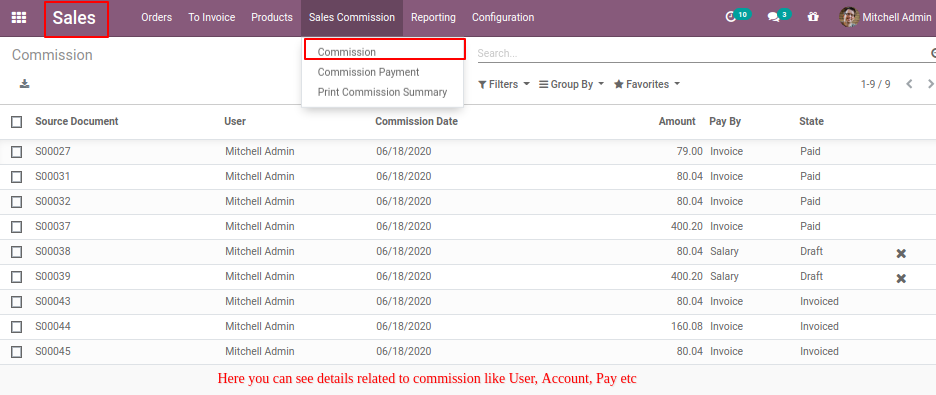 Sales Orders To Invoice Products Sales Commission Reporting Configuration 10 3 Mitchell Admin
Commission Commission Search...
Commission Payment
Print Commission Summary Filters Group By Favorites 1-9 / 9
Source Document User Commission Date Amount Pay By State
S00027 Mitchell Admin 06/18/2020 79.00 Invoice Paid
S00031 Mitchell Admin 06/18/2020 80.04 Invoice Paid
S00032 Mitchell Admin 06/18/2020 80.04 Invoice Paid
S00037 Mitchell Admin 06/18/2020 400.20 Invoice Paid
S00038 Mitchell Admin 06/18/2020 80.04 Salary Draft
S00039 Mitchell Admin 06/18/2020 400.20 Salary Draft
S00043 Mitchell Admin 06/18/2020 80.04 Invoice Invoiced
S00044 Mitchell Admin 06/18/2020 160.08 Invoice Invoiced
S00045 Mitchell Admin 06/18/2020 80.04 Invoice Invoiced
Here you can see details related to commission like User, Account, Pay etc